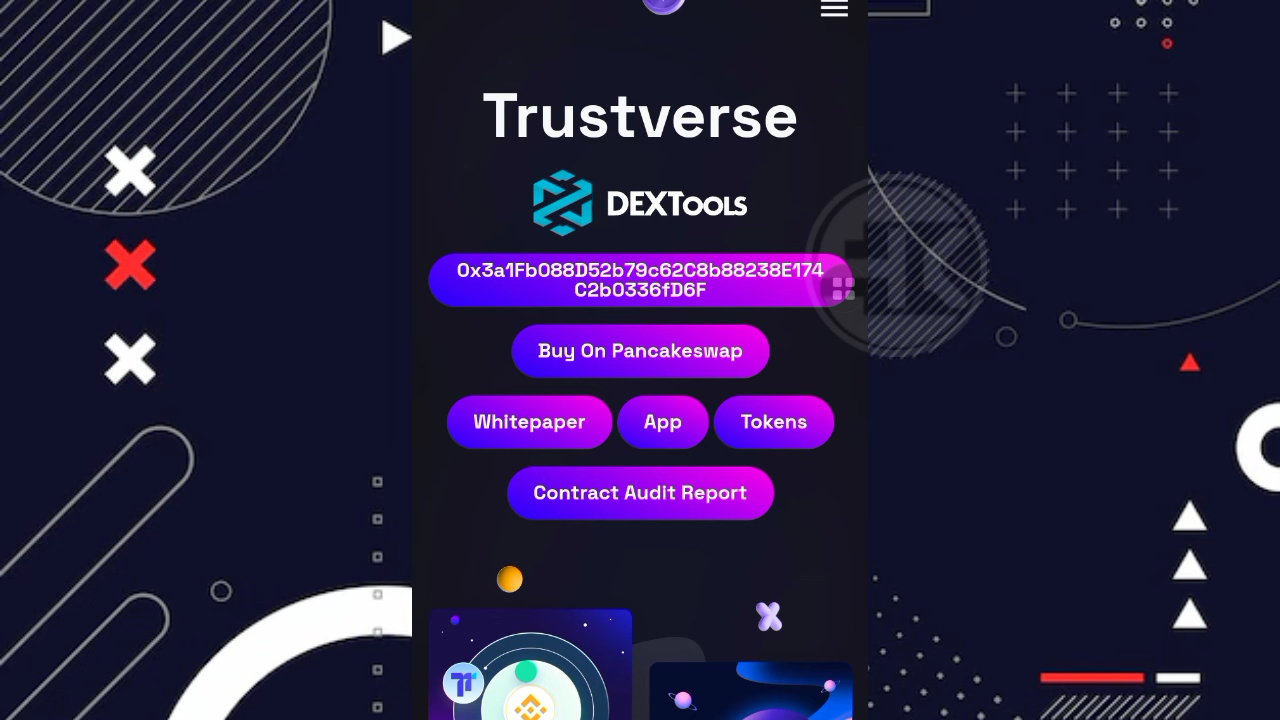 Trustverse
DEXTools
0x3a1Fb088D52b79c62C8b88238E174
C2b0336fD6F
Buy On Pancakeswap
Whitepaper
App
Tokens
Contract Audit Report